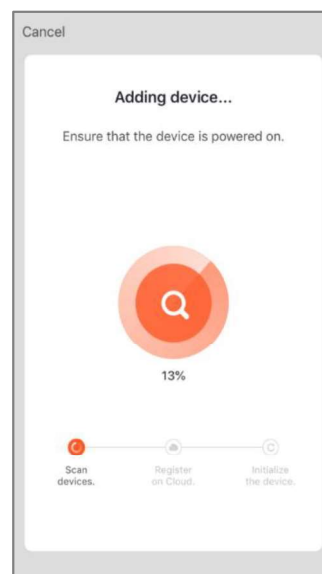 Cancel
Adding device...
Ensure that the device is powered on.
13%
Scan
devices.
Register
on Cloud.
Initialize
the device.